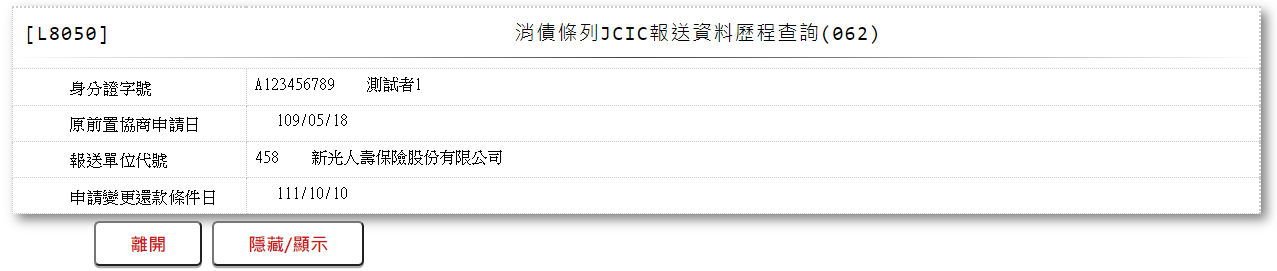 [L8050] 消債條列JCIC報送資料歷程查詢(062)
身分證字號 A123456789 測試者1
原前置協商申請日 109/05/18
報送單位代號 458 新光人壽保險股份有限公司
申請變更還款條件日 111/10/10
離開 隱藏/顯示